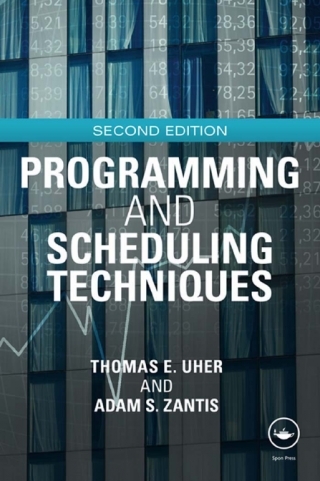 SECOND EDITION
PROGRAMMING
AND
SCHEDULING
TECHNIQUES
THOMAS E. UHER
AND
ADAM S. ZANTIS
Spon Press